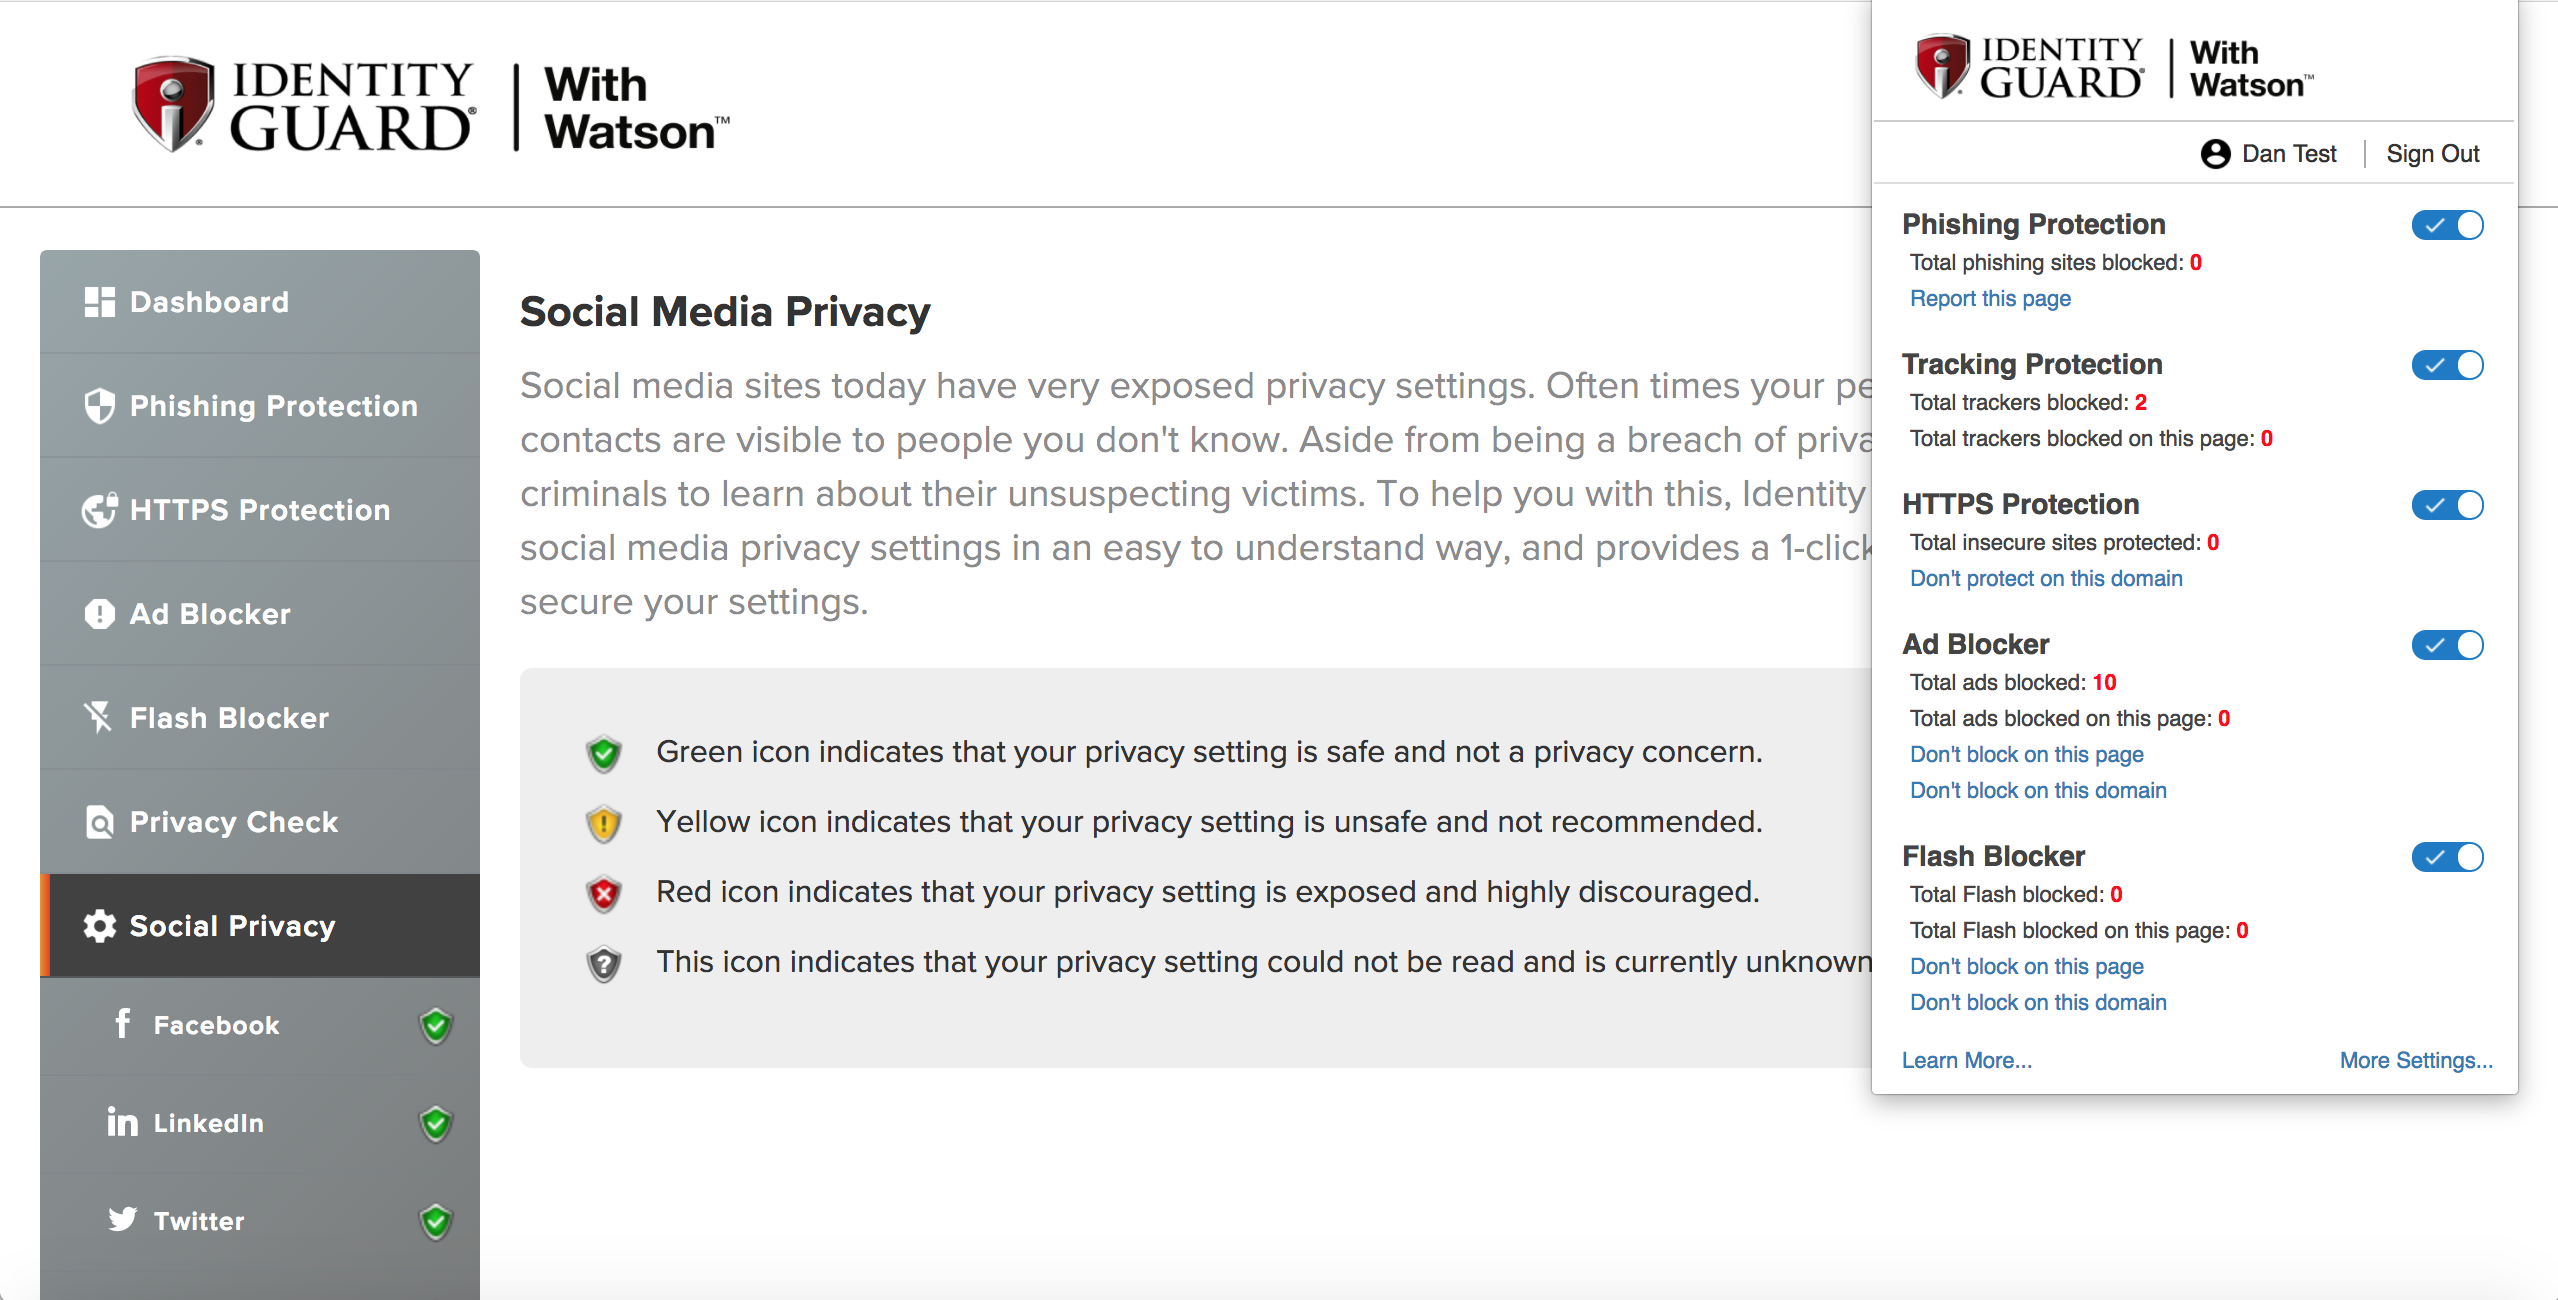 IDENTITY
GUARD®
With
Watson™
Dashboard
Phishing Protection
HTTPS Protection
Ad Blocker
Flash Blocker
Privacy Check
Social Privacy
Facebook
LinkedIn
Twitter
Social Media Privacy
Social media sites today have very exposed privacy settings. Often times your pe
contacts are visible to people you don't know. Aside from being a breach of priva
criminals to learn about their unsuspecting victims. To help you with this, Identity
social media privacy settings in an easy to understand way, and provides a 1-click
secure your settings.
Green icon indicates that your privacy setting is safe and not a privacy concern.
Yellow icon indicates that your privacy setting is unsafe and not recommended.
Red icon indicates that your privacy setting is exposed and highly discouraged.
This icon indicates that your privacy setting could not be read and is currently unknown
IDENTITY
GUARD®
With
Watson™
Dan Test
Sign Out
Phishing Protection
Total phishing sites blocked: 0
Report this page
Tracking Protection
Total trackers blocked: 2
Total trackers blocked on this page: 0
HTTPS Protection
Total insecure sites protected: 0
Don't protect on this domain
Ad Blocker
Total ads blocked: 10
Total ads blocked on this page: 0
Don't block on this page
Don't block on this domain
Flash Blocker
Total Flash blocked: 0
Total Flash blocked on this page: 0
Don't block on this page
Don't block on this domain
Learn More...
More Settings...